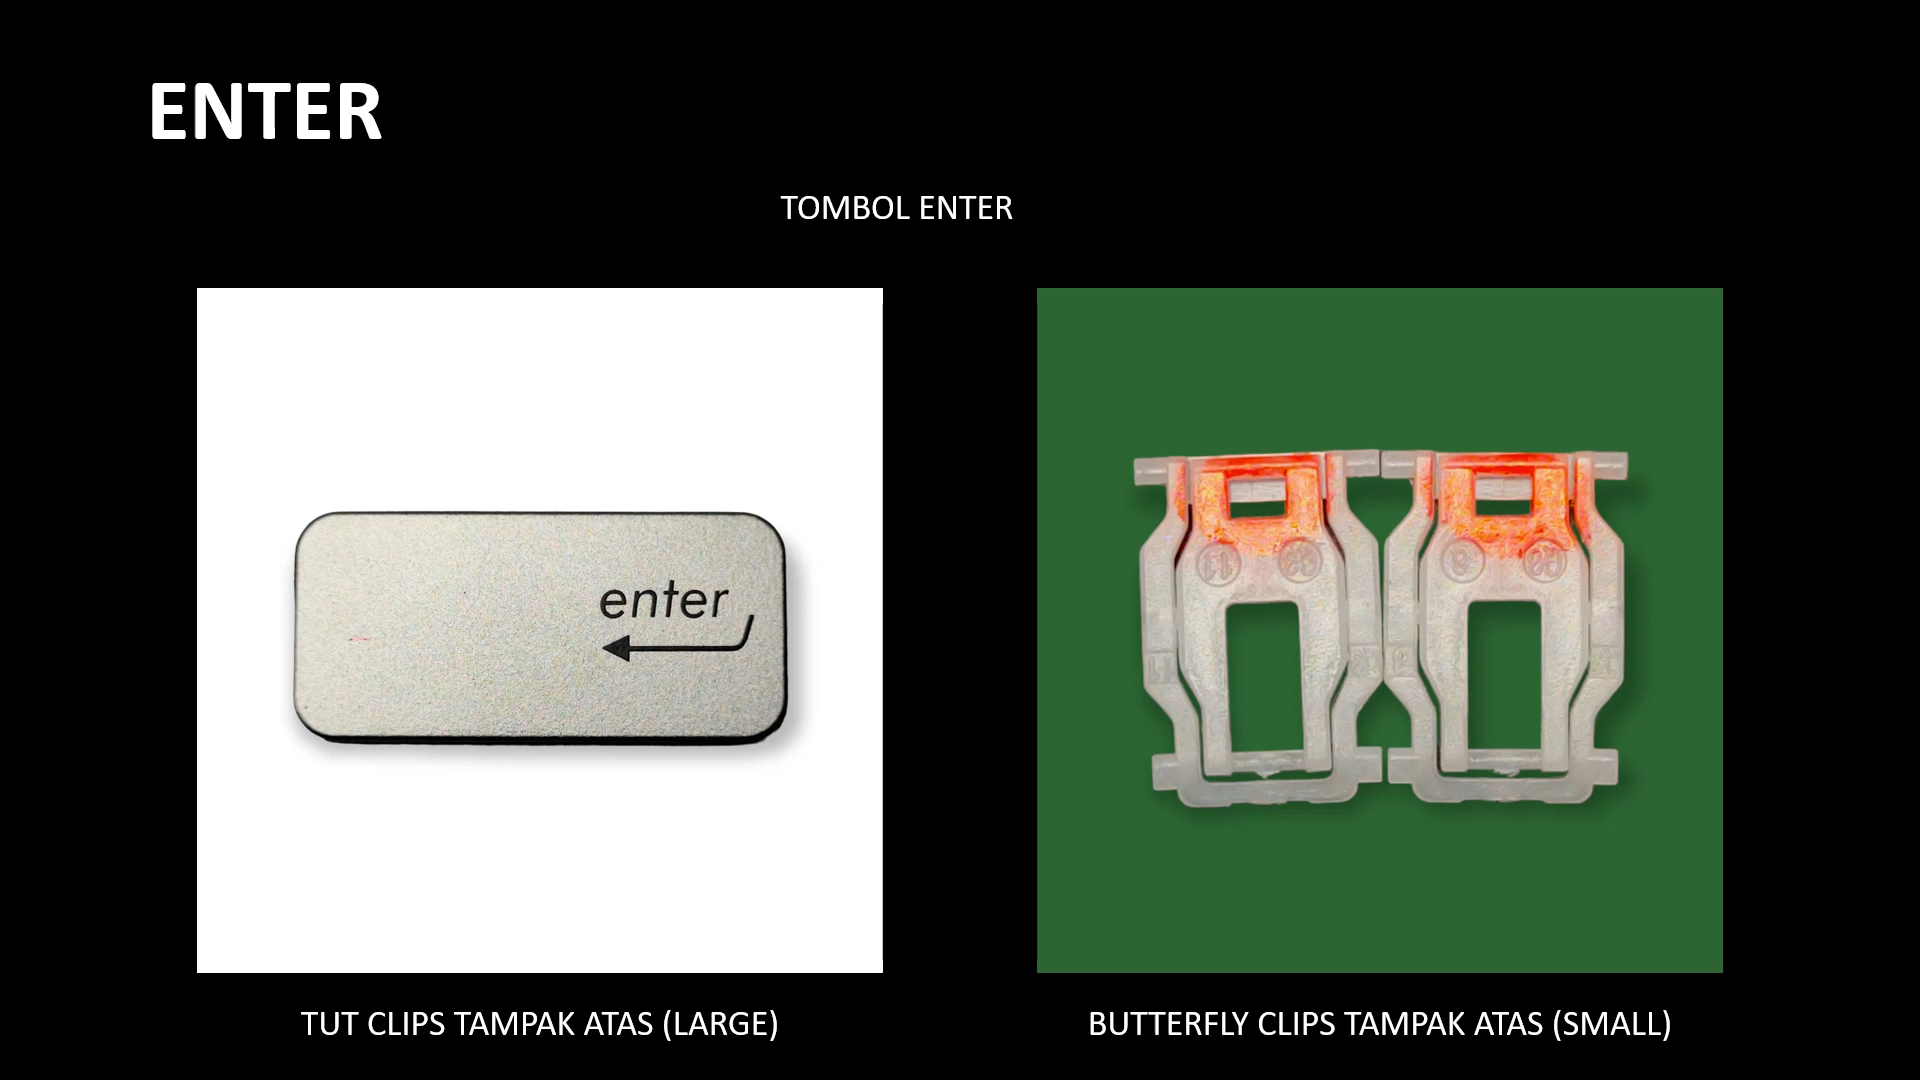 ENTER
TOMBOL ENTER
enter
TUT CLIPS TAMPAK ATAS (LARGE)
BUTTERFLY CLIPS TAMPAK ATAS (SMALL)